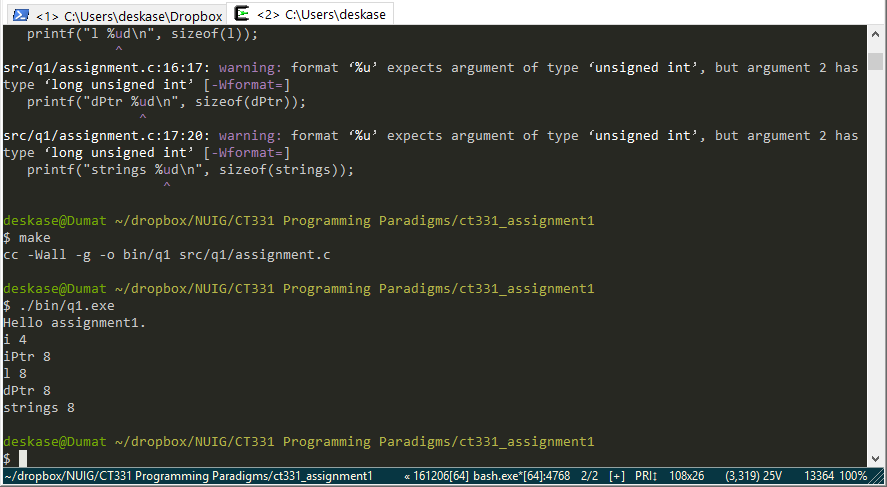 <1> C:\Users\deskase\Dropbox <2> C:\Users\deskase
printf("l %ud\n", sizeof(l));
^
src/q1/assignment.c:16:17: warning: format ‘%u’ expects argument of type ‘unsigned int’, but argument 2 has
type ‘long unsigned int’ [-Wformat=]
printf("dPtr %ud\n", sizeof(dPtr));
^
src/q1/assignment.c:17:20: warning: format ‘%u’ expects argument of type ‘unsigned int’, but argument 2 has
type ‘long unsigned int’ [-Wformat=]
printf("strings %ud\n", sizeof(strings));
^
deskase@Dumat ~/dropbox/NUIG/CT331 Programming Paradigms/ct331_assignment1
$ make
cc -Wall -g -o bin/q1 src/q1/assignment.c
deskase@Dumat ~/dropbox/NUIG/CT331 Programming Paradigms/ct331_assignment1
$ ./bin/q1.exe
Hello assignment1.
i 4
iPtr 8
l 8
dPtr 8
strings 8
deskase@Dumat ~/dropbox/NUIG/CT331 Programming Paradigms/ct331_assignment1
$
~/dropbox/NUIG/CT331 Programming Paradigms/ct331_assignment1 « 161206[64] bash.exe*[64]:4768 2/2 [+] PRI↕ 108x26 (3,319) 25V 13364 100%